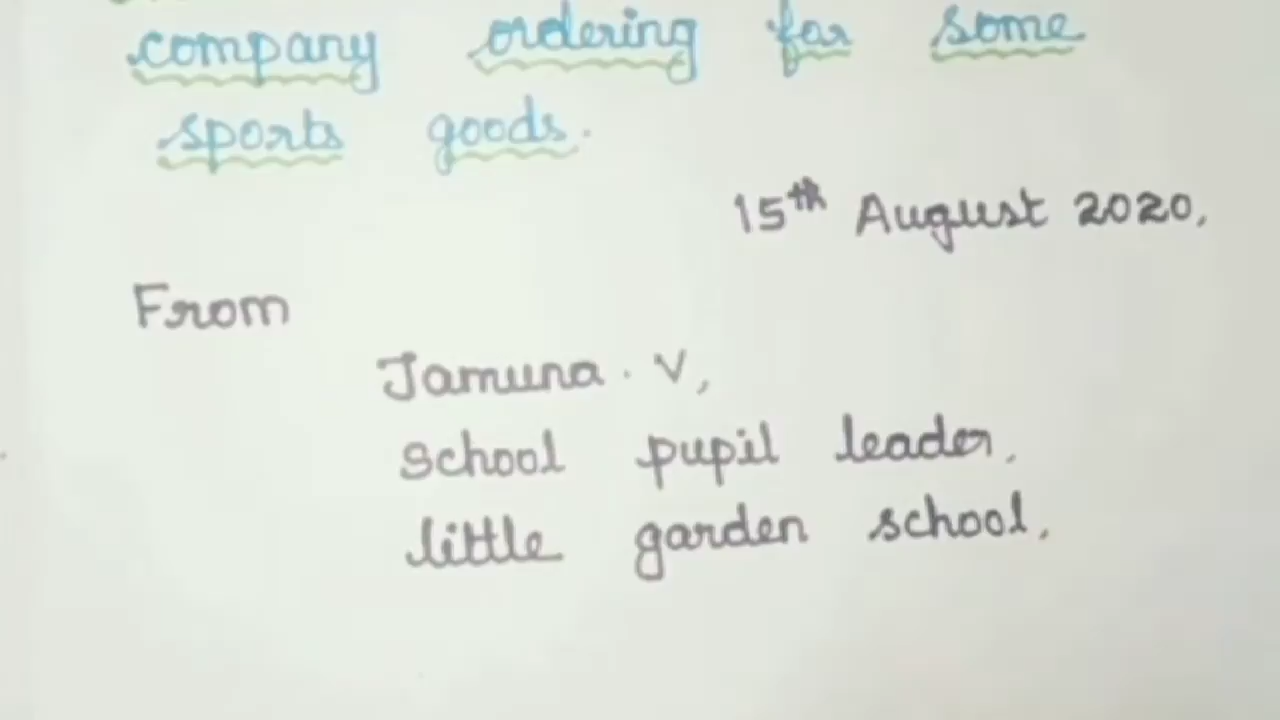 company ordering for some
sports goods.
15th August 2020.
From
Jamuna. V,
School pupil leader.
little garden school.